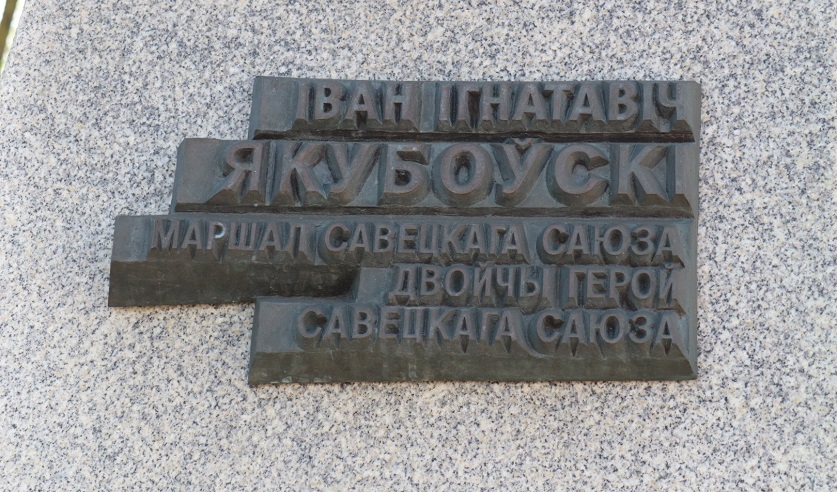 ІВАН ІГНАТАВІЧ
ЯКУБОЎСКІ
МАРШАЛ САВЕЦКАГА САЮЗА
ДВОЙЧЫ ГЕРОЙ
САВЕЦКАГА САЮЗА